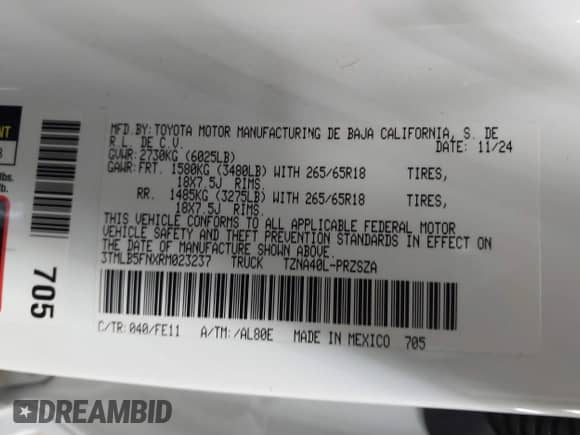 MFD.BY:TOYOTA MOTOR MANUFACTURING DE BAJA CALIFORNIA, S. DE
R.L. DE C.V. DATE: 11/24
GVWR:2730KG (6025LB)
GAWR:FRT. 1580KG (3480LB) WITH 265/65R18 TIRES,
18X7.5J RIMS.
RR. 1485KG (3275LB) WITH 265/65R18 TIRES,
18X7.5J RIMS.
THIS VEHICLE CONFORMS TO ALL APPLICABLE FEDERAL MOTOR
VEHICLE SAFETY AND THEFT PREVENTION STANDARDS IN EFFECT ON
THE DATE OF MANUFACTURE SHOWN ABOVE.
3TMLB5FNXRM023237 TRUCK TZNA40L-PRZSZA
C/TR:040/FE11 A/TM:/AL80E MADE IN MEXICO 705
705
NT
lbs.
DREAMBID